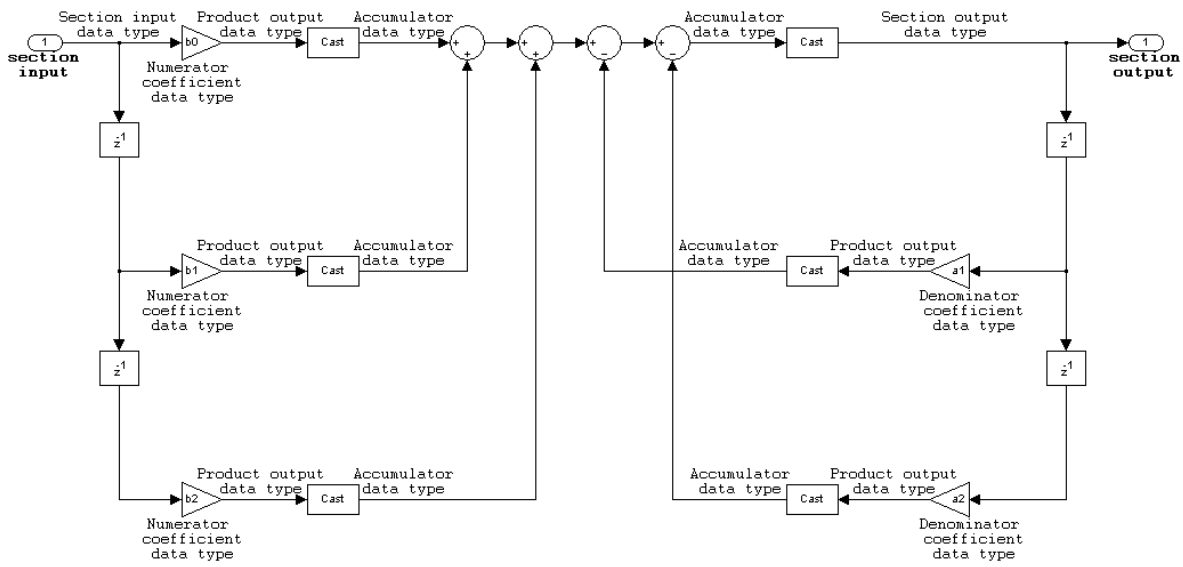 Section input
data type
Product output
data type
Accumulator
data type
Accumulator
data type
Section output
data type
1
section
input
b0
Cast
+
+
+
+
+
−
+
−
Cast
1
section
output
Numerator
coefficient
data type
z-1
z-1
Product output
data type
Accumulator
data type
Accumulator
data type
Product output
data type
b1
Cast
Cast
a1
Numerator
coefficient
data type
Denominator
coefficient
data type
z-1
z-1
Product output
data type
Accumulator
data type
Accumulator
data type
Product output
data type
b2
Cast
Cast
a2
Numerator
coefficient
data type
Denominator
coefficient
data type